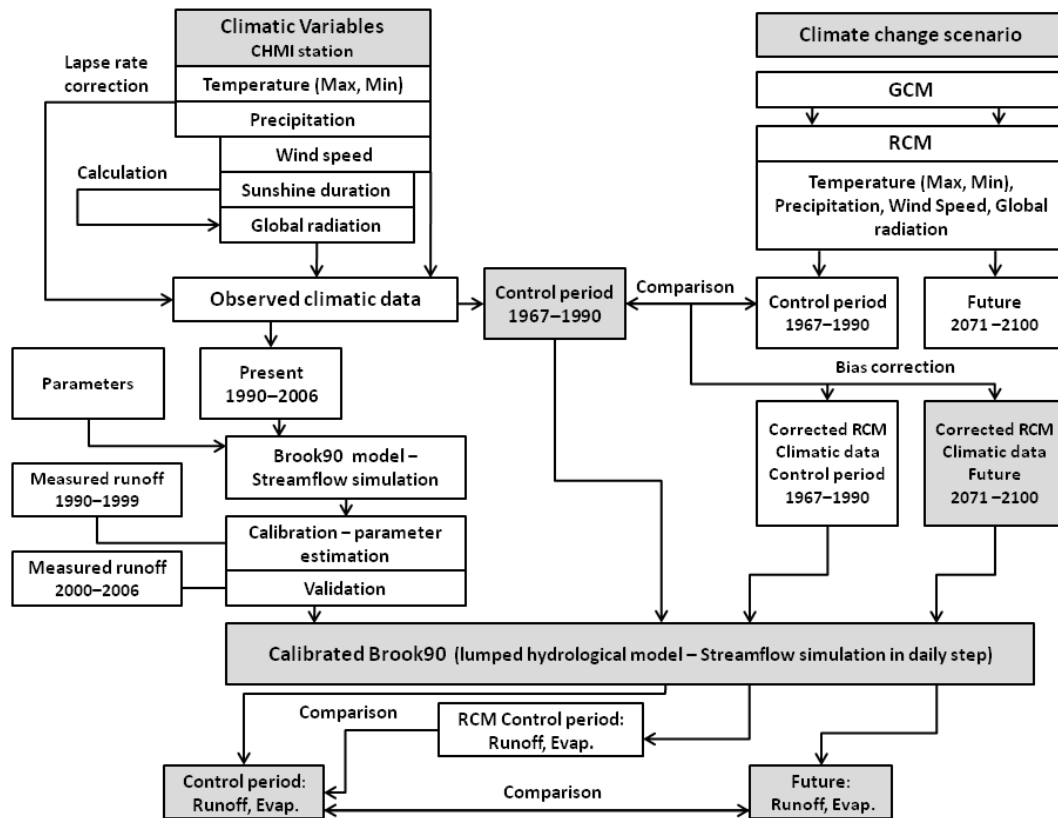 Climatic Variables
CHMI station
Climate change scenario
Lapse rate
correction
Temperature (Max, Min)
GCM
Precipitation
Wind speed
RCM
Calculation
Sunshine duration
Temperature (Max, Min),
Precipitation, Wind Speed, Global
radiation
Global radiation
Observed climatic data
Control period
1967–1990
Comparison
Control period
1967–1990
Future
2071–2100
Parameters
Present
1990–2006
Bias correction
Brook90 model –
Streamflow simulation
Corrected RCM
Climatic data
Control period
1967–1990
Corrected RCM
Climatic data
Future
2071–2100
Measured runoff
1990–1999
Calibration – parameter
estimation
Measured runoff
2000–2006
Validation
Calibrated Brook90 (lumped hydrological model – Streamflow simulation in daily step)
Comparison
RCM Control period:
Runoff, Evap.
Control period:
Runoff, Evap.
Comparison
Future:
Runoff, Evap.